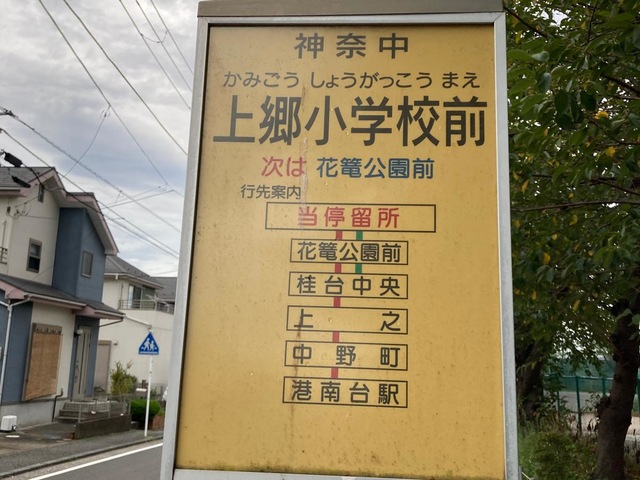 神奈中
かみごう しょうがっこう まえ
上郷小学校前
次は 花篭公園前
行先案内
当停留所
花篭公園前
桂台中央
上之
中野町
港南台駅